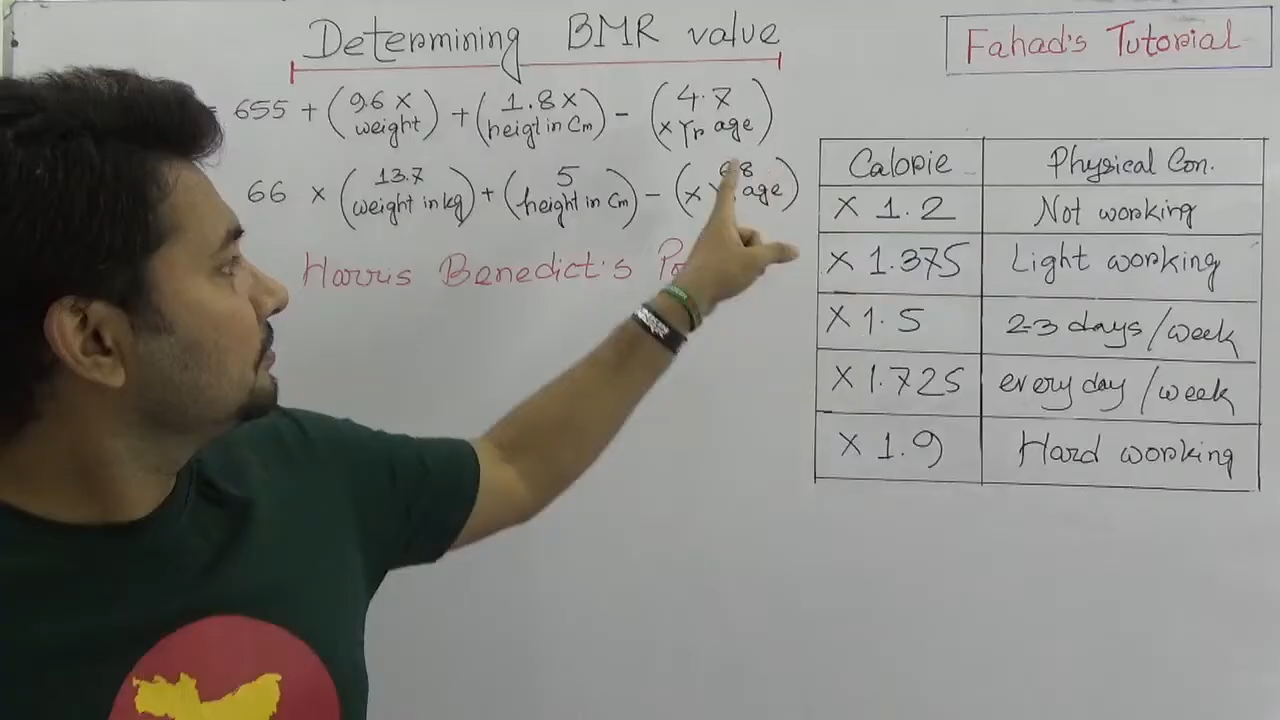 Determining BMR value
Fahad's Tutorial
= 655 + (9.6 x weight) + (1.8 x heigt in Cm) - (4.7 x Yr age)
66 x (13.7 weight in kg) + (5 height in Cm) - (x age)
Harris Benedict's
Calorie Physical Con.
X 1.2 Not working
X 1.375 Light working
X 1.5 2-3 days/week
X 1.725 every day/week
X 1.9 Hard working